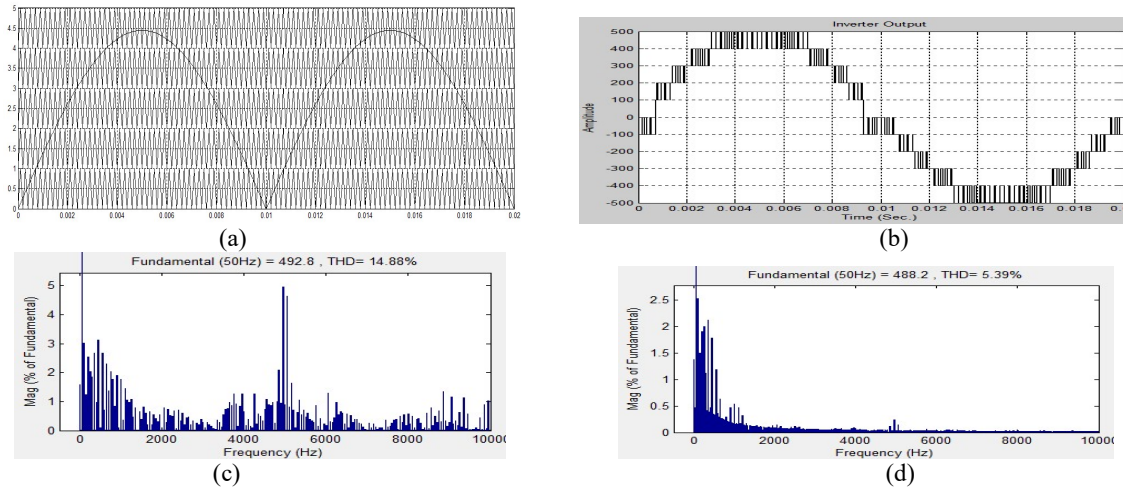 5
4.5
4
3.5
3
2.5
2
1.5
1
0.5
0
0 0.002 0.004 0.006 0.008 0.01 0.012 0.014 0.016 0.018 0.02
(a)
Inverter Output
Amplitude
500
400
300
200
100
0
-100
-200
-300
-400
-500
0 0.002 0.004 0.006 0.008 0.01 0.012 0.014 0.016 0.018 0.0
Time (Sec.)
(b)
Fundamental (50Hz) = 492.8 , THD= 14.88%
Mag (% of Fundamental)
5
4
3
2
1
0
0 2000 4000 6000 8000 10000
Frequency (Hz)
(c)
Fundamental (50Hz) = 488.2 , THD= 5.39%
Mag (% of Fundamental)
2.5
2
1.5
1
0.5
0
0 2000 4000 6000 8000 10000
Frequency (Hz)
(d)